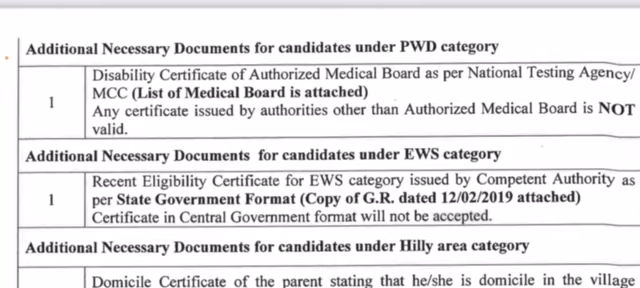 Additional Necessary Documents for candidates under PWD category
1
Disability Certificate of Authorized Medical Board as per National Testing Agency/
MCC (List of Medical Board is attached)
Any certificate issued by authorities other than Authorized Medical Board is NOT
valid.
Additional Necessary Documents for candidates under EWS category
1
Recent Eligibility Certificate for EWS category issued by Competent Authority as
per State Government Format (Copy of G.R. dated 12/02/2019 attached)
Certificate in Central Government format will not be accepted.
Additional Necessary Documents for candidates under Hilly area category
Domicile Certificate of the parent stating that he/she is domicile in the village